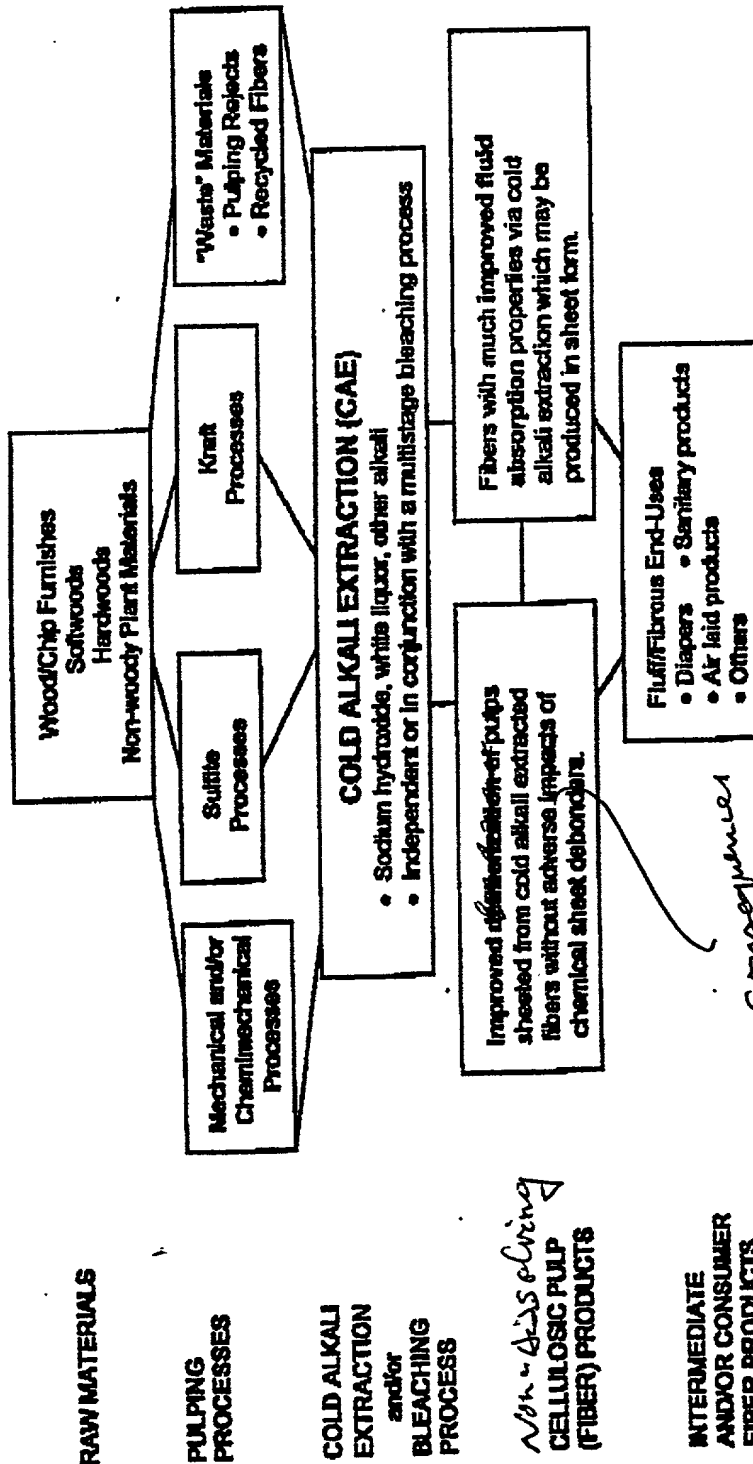 RAW MATERIALS
Wood/Chip Furnishes
Softwoods
Hardwoods
Non-woody Plant Materials
PULPING
PROCESSES
Mechanical and/or
Chemimechanical
Processes
Sulfite
Processes
Kraft
Processes
"Waste" Materials
• Pulping Rejects
• Recycled Fibers
COLD ALKALI
EXTRACTION
and/or
BLEACHING
PROCESS
COLD ALKALI EXTRACTION (CAE)
• Sodium hydroxide, white liquor, other alkali
• Independent or in conjunction with a multistage bleaching process
Non-dissolving
CELLULOSIC PULP
(FIBER) PRODUCTS
Improved of pulps
sheeted from cold alkali extracted
fibers without adverse impacts of
chemical sheet debonders.
Consequences
Fibers with much improved fluid
absorption properties via cold
alkali extraction which may be
produced in sheet form.
INTERMEDIATE
AND/OR CONSUMER
FIBER PRODUCTS
Fluff/Fibrous End-Uses
• Diapers • Sanitary products
• Air laid products
• Others